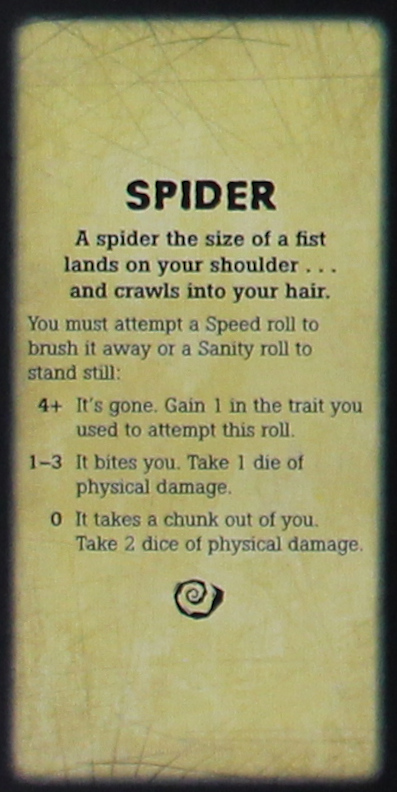 SPIDER
A spider the size of a fist
lands on your shoulder . . .
and crawls into your hair.
You must attempt a Speed roll to
brush it away or a Sanity roll to
stand still:
4+ It's gone. Gain 1 in the trait you
used to attempt this roll.
1–3 It bites you. Take 1 die of
physical damage.
0 It takes a chunk out of you.
Take 2 dice of physical damage.